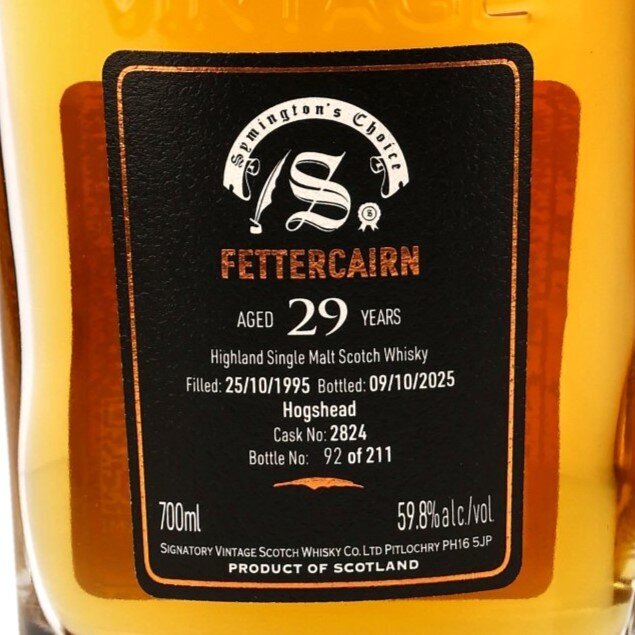 VINTAGE
Symington's Choice
S.
FETTERCAIRN
AGED 29 YEARS
Highland Single Malt Scotch Whisky
Filled: 25/10/1995 Bottled: 09/10/2025
Hogshead
Cask No: 2824
Bottle No: 92 of 211
700ml 59.8%alc/vol
SIGNATORY VINTAGE SCOTCH WHISKY CO. LTD PITLOCHRY PH16 5JP
PRODUCT OF SCOTLAND